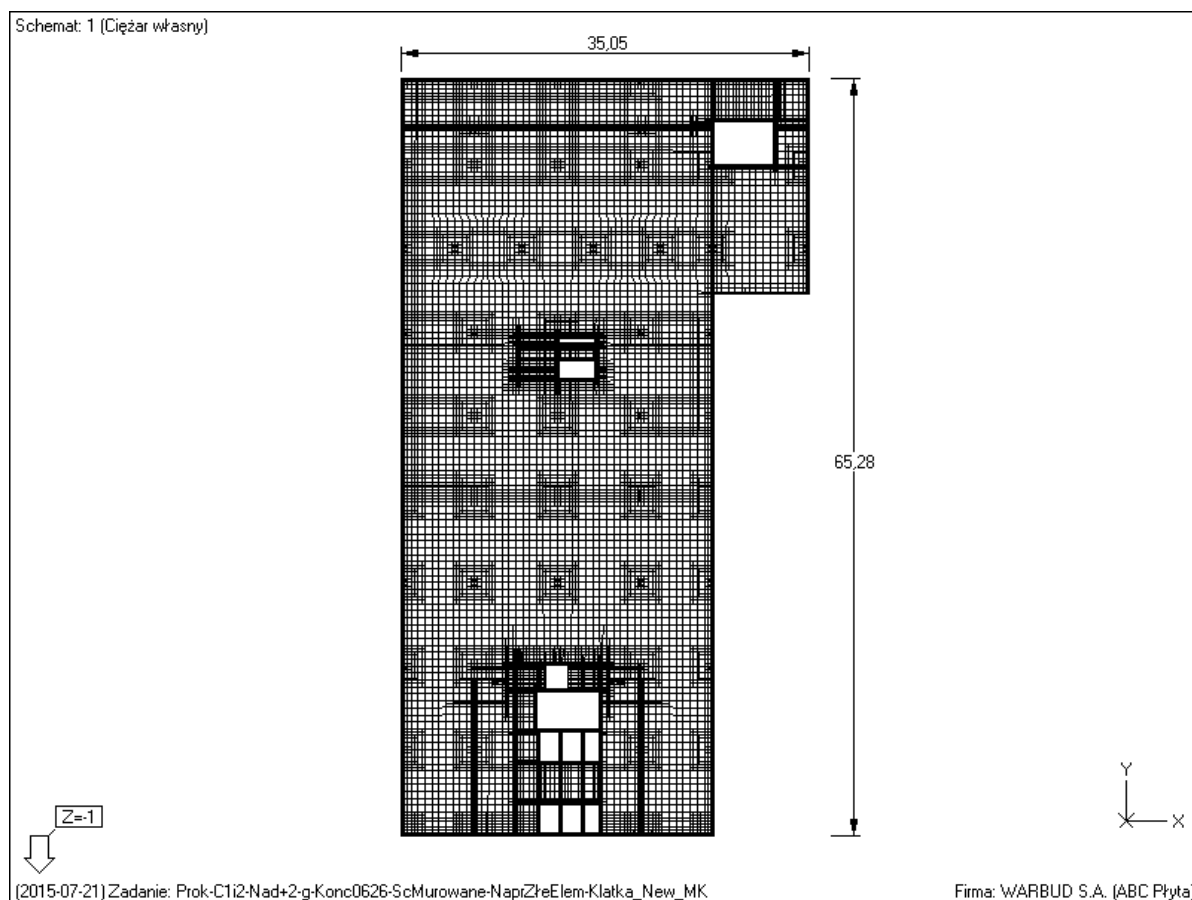 Schemat: 1 (Ciężar własny)
35,05
65,28
Y
X
Z=-1
(2015-07-21) Zadanie: Prok-C1i2-Nad+2-g-Konc0626-ScMurowane-NaprZłeElem-Klatka_New_MK
Firma: WARBUD S.A. (ABC Płyta)